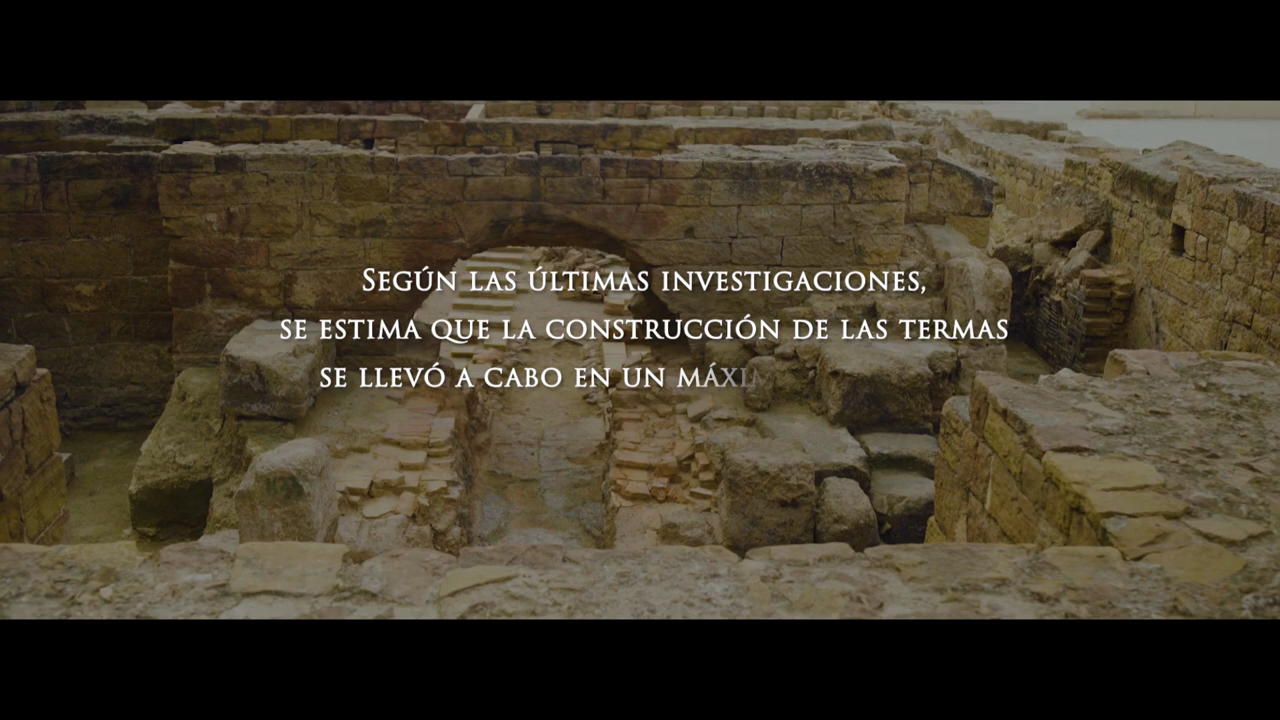 Según las últimas investigaciones,
se estima que la construcción de las termas
se llevó a cabo en un